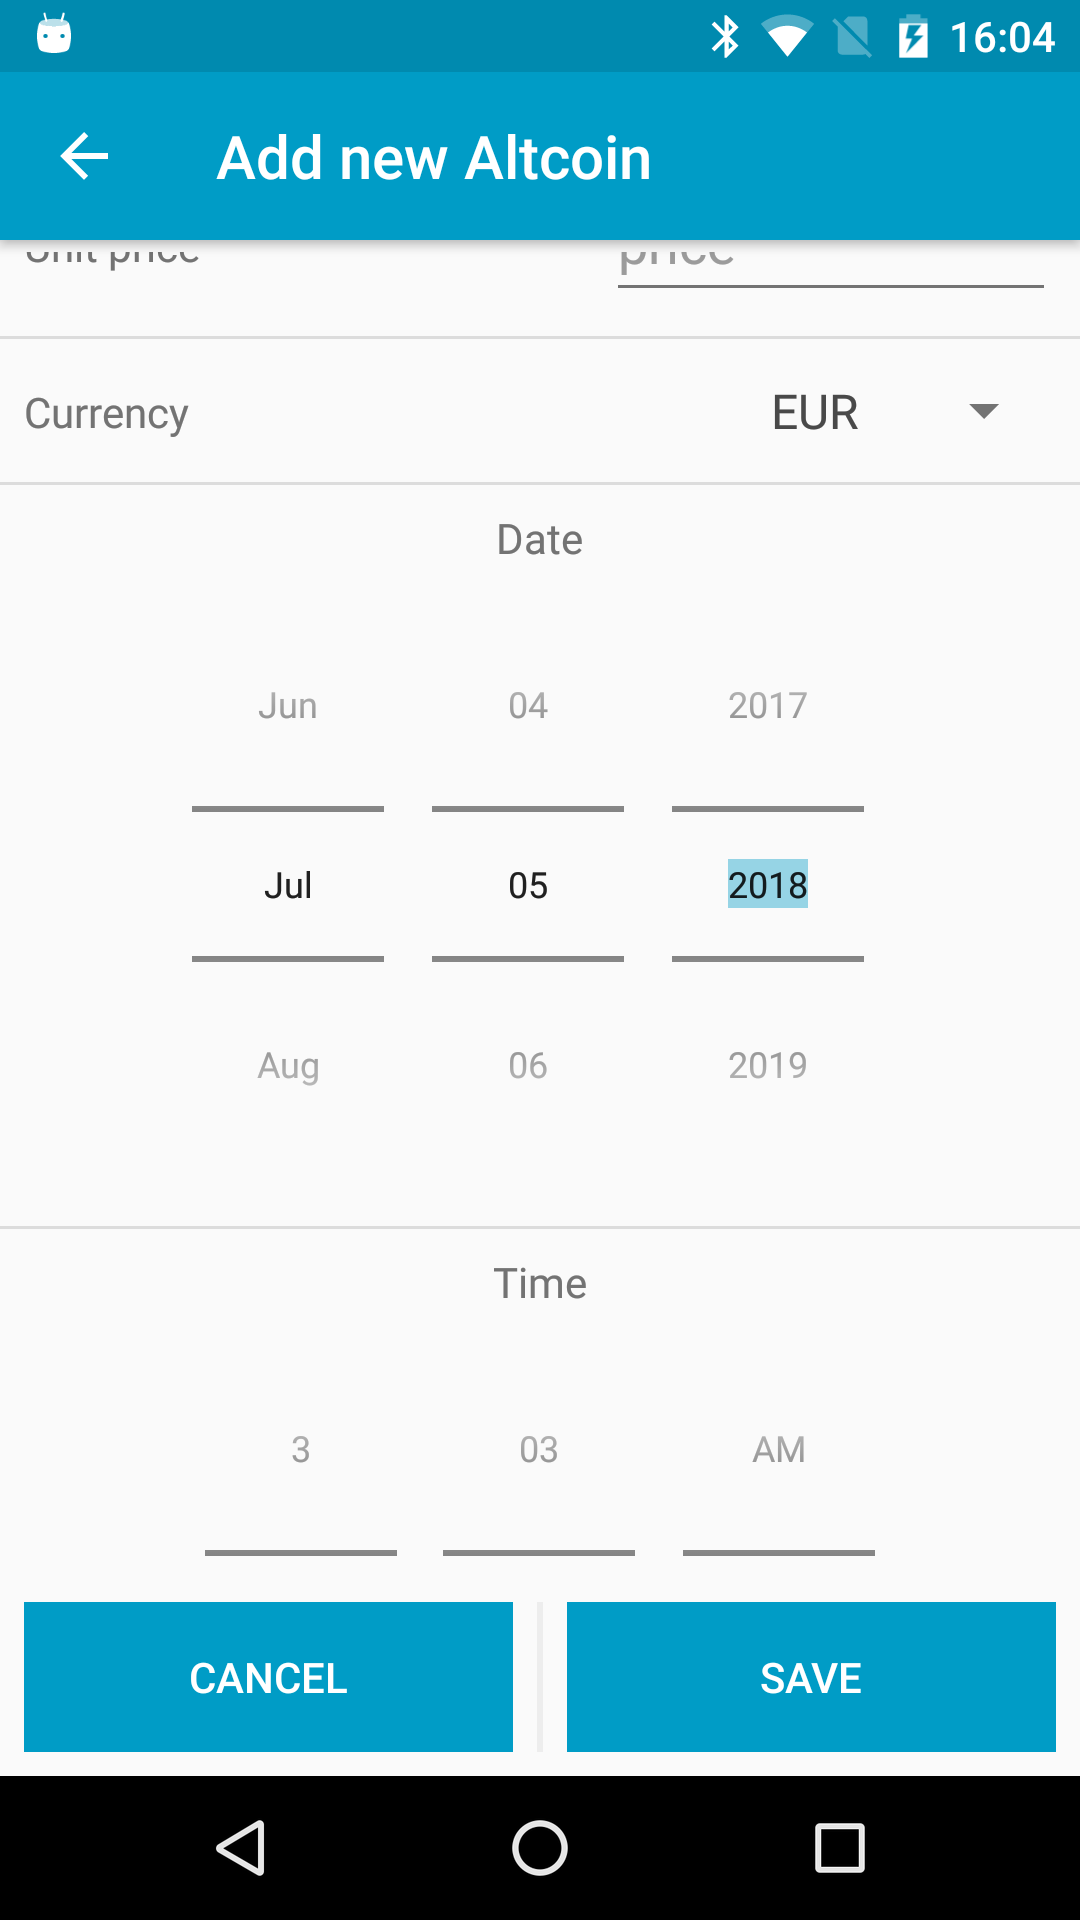 16:04
Add new Altcoin
Unit price price
Currency EUR
Date
Jun 04 2017
Jul 05 2018
Aug 06 2019
Time
3 03 AM
CANCEL SAVE